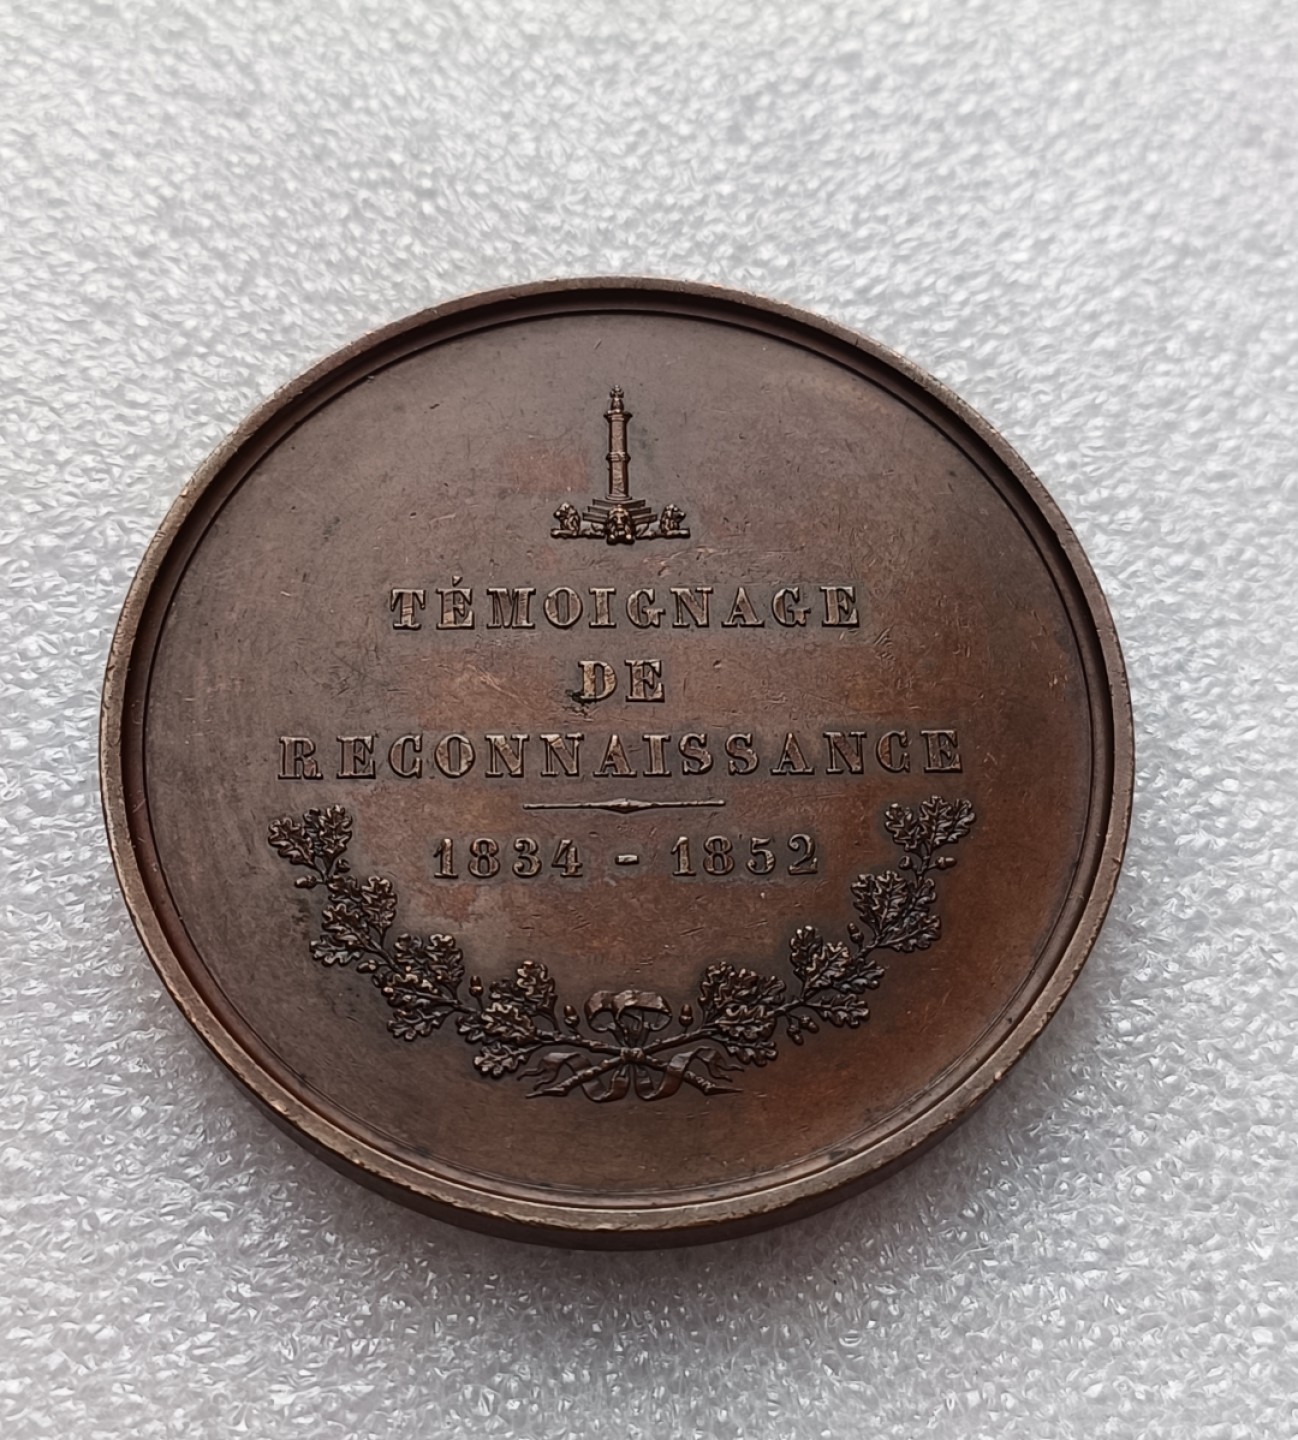 TÉMOIGNAGE
DE
RECONNAISSANCE
1834 - 1852